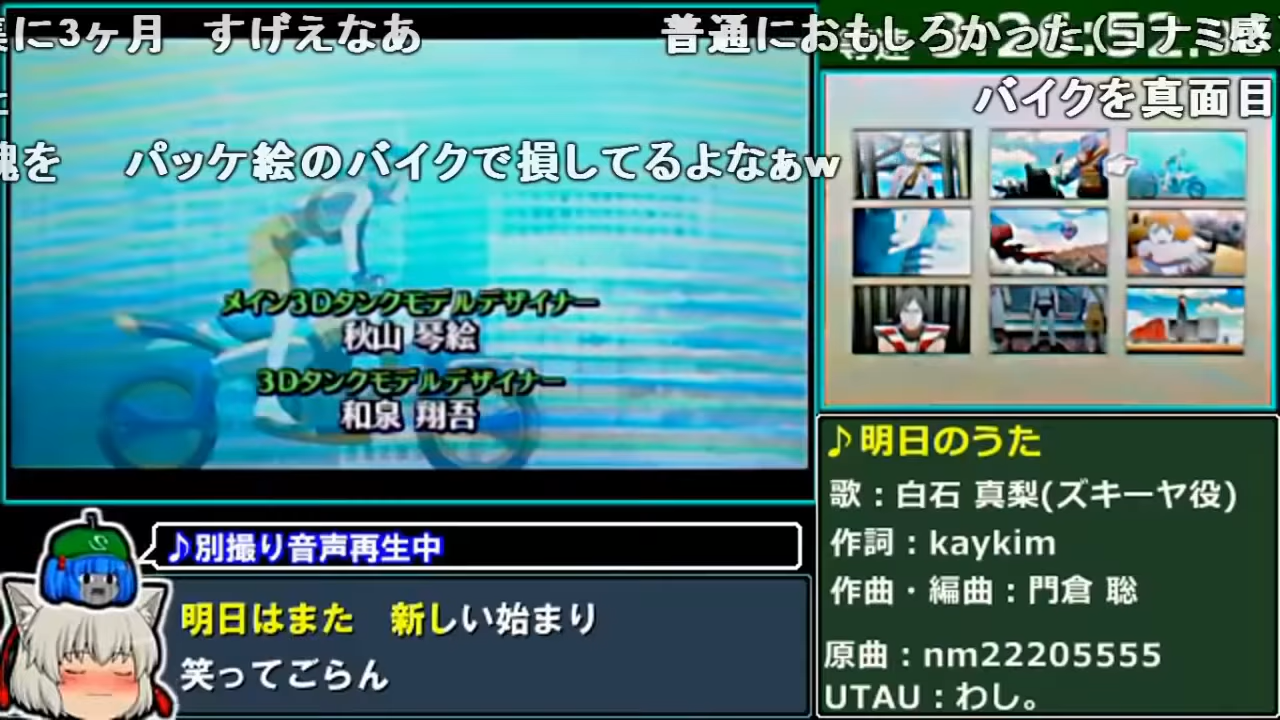 集に3ヶ月　すげえなあ
普通におもしろかった(コナミ感
バイクを真面目
魂を
パッケ絵のバイクで損してるよなぁw
メイン3Dタンクモデルデザイナー
秋山 琴絵
3Dタンクモデルデザイナー
和泉 翔吾
♪別撮り音声再生中
明日はまた　新しい始まり
笑ってごらん
♪明日のうた
歌：白石 真梨(ズキーヤ役)
作詞：kaykim
作曲・編曲：門倉 聡
原曲：nm22205555
UTAU：わし。